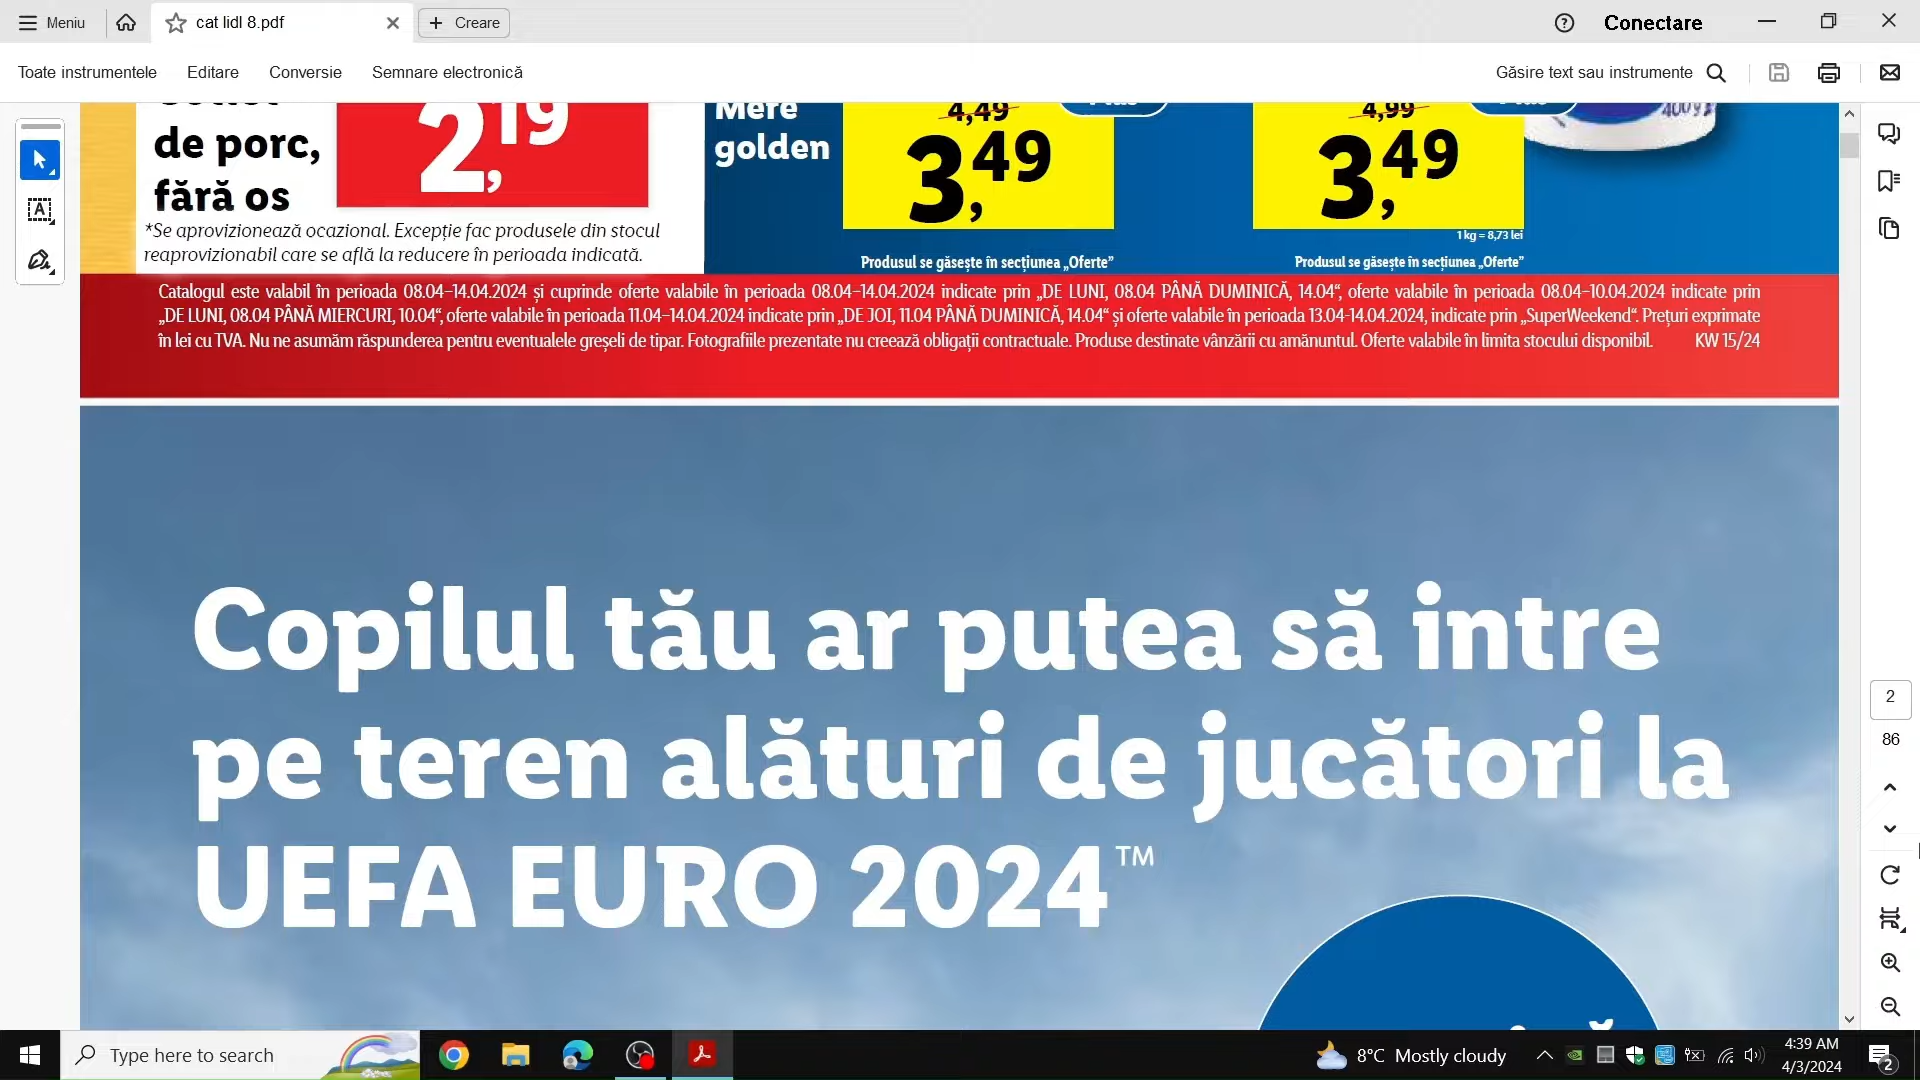 Meniu
cat lidl 8.pdf
Creare
Conectare
Toate instrumentele
Editare
Conversie
Semnare electronică
Găsire text sau instrumente
de porc,
fără os
2,19
*Se aprovizionează ocazional. Excepție fac produsele din stocul
reaprovizionabil care se află la reducere în perioada indicată.
Mere
golden
4,49
3,49
Produsul se găsește în secțiunea „Oferte”
4,99
3,49
1 kg = 8,73 lei
Produsul se găsește în secțiunea „Oferte”
Catalogul este valabil în perioada 08.04–14.04.2024 și cuprinde oferte valabile în perioada 08.04–14.04.2024 indicate prin „DE LUNI, 08.04 PÂNĂ DUMINICĂ, 14.04“, oferte valabile în perioada 08.04–10.04.2024 indicate prin
„DE LUNI, 08.04 PÂNĂ MIERCURI, 10.04“, oferte valabile în perioada 11.04–14.04.2024 indicate prin „DE JOI, 11.04 PÂNĂ DUMINICĂ, 14.04“ și oferte valabile în perioada 13.04-14.04.2024, indicate prin „SuperWeekend“. Prețuri exprimate
în lei cu TVA. Nu ne asumăm răspunderea pentru eventualele greșeli de tipar. Fotografiile prezentate nu creează obligații contractuale. Produse destinate vânzării cu amănuntul. Oferte valabile în limita stocului disponibil. KW 15/24
Copilul tău ar putea să intre
pe teren alături de jucători la
UEFA EURO 2024™
2
86
Type here to search
8°C Mostly cloudy
4:39 AM
4/3/2024
2